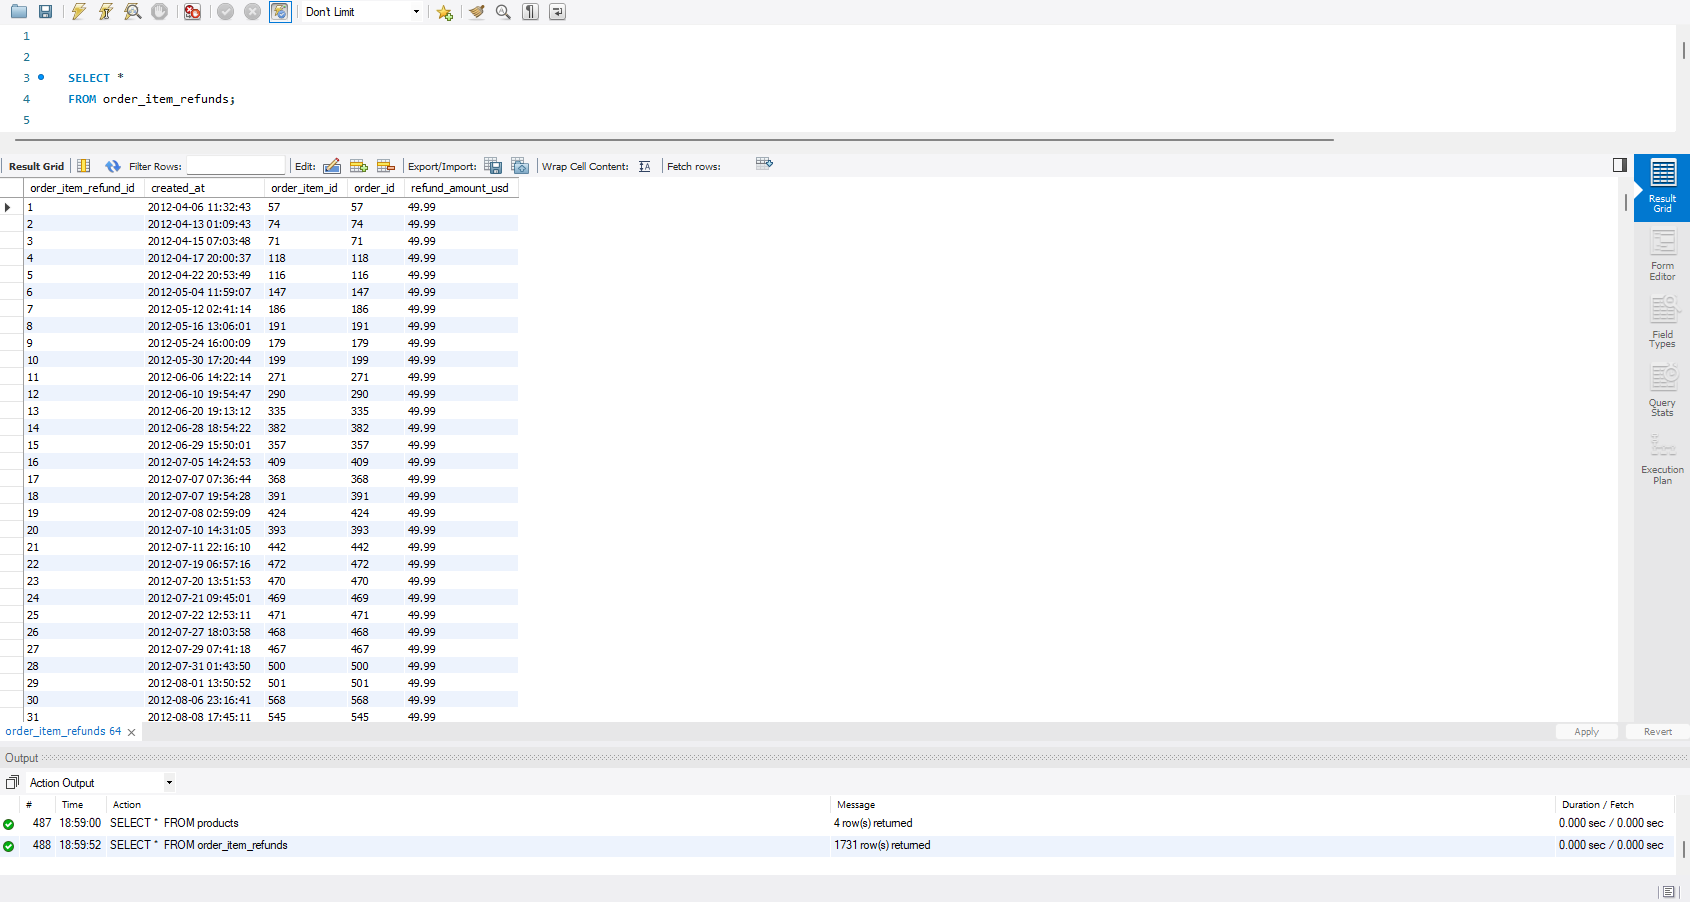 Don't Limit
1
2
3 SELECT *
4 FROM order_item_refunds;
5
Result Grid Filter Rows: Edit: Export/Import: Wrap Cell Content: Fetch rows:
order_item_refund_id created_at order_item_id order_id refund_amount_usd
1 2012-04-06 11:32:43 57 57 49.99
2 2012-04-13 01:09:43 74 74 49.99
3 2012-04-15 07:03:48 71 71 49.99
4 2012-04-17 20:00:37 118 118 49.99
5 2012-04-22 20:53:49 116 116 49.99
6 2012-05-04 11:59:07 147 147 49.99
7 2012-05-12 02:41:14 186 186 49.99
8 2012-05-16 13:06:01 191 191 49.99
9 2012-05-24 16:00:09 179 179 49.99
10 2012-05-30 17:20:44 199 199 49.99
11 2012-06-06 14:22:14 271 271 49.99
12 2012-06-10 19:54:47 290 290 49.99
13 2012-06-20 19:13:12 335 335 49.99
14 2012-06-28 18:54:22 382 382 49.99
15 2012-06-29 15:50:01 357 357 49.99
16 2012-07-05 14:24:53 409 409 49.99
17 2012-07-07 07:36:44 368 368 49.99
18 2012-07-07 19:54:28 391 391 49.99
19 2012-07-08 02:59:09 424 424 49.99
20 2012-07-10 14:31:05 393 393 49.99
21 2012-07-11 22:16:10 442 442 49.99
22 2012-07-19 06:57:16 472 472 49.99
23 2012-07-20 13:51:53 470 470 49.99
24 2012-07-21 09:45:01 469 469 49.99
25 2012-07-22 12:53:11 471 471 49.99
26 2012-07-27 18:03:58 468 468 49.99
27 2012-07-29 07:41:18 467 467 49.99
28 2012-07-31 01:43:50 500 500 49.99
29 2012-08-01 13:50:52 501 501 49.99
30 2012-08-06 23:16:41 568 568 49.99
31 2012-08-08 17:45:11 545 545 49.99
Result
Grid
Form
Editor
Field
Types
Query
Stats
Execution
Plan
order_item_refunds 64 Apply Revert
Output
Action Output
# Time Action Message Duration / Fetch
487 18:59:00 SELECT * FROM products 4 row(s) returned 0.000 sec / 0.000 sec
488 18:59:52 SELECT * FROM order_item_refunds 1731 row(s) returned 0.000 sec / 0.000 sec